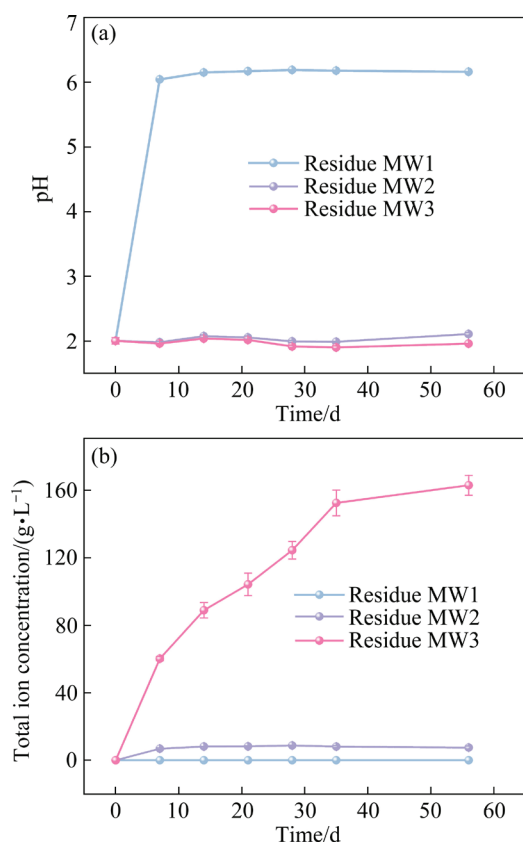 (a)
7
6
5
4
3
2
pH
Residue MW1
Residue MW2
Residue MW3
0 10 20 30 40 50 60
Time/d
(b)
160
120
80
40
0
Total ion concentration/(g•L⁻¹)
Residue MW1
Residue MW2
Residue MW3
0 10 20 30 40 50 60
Time/d